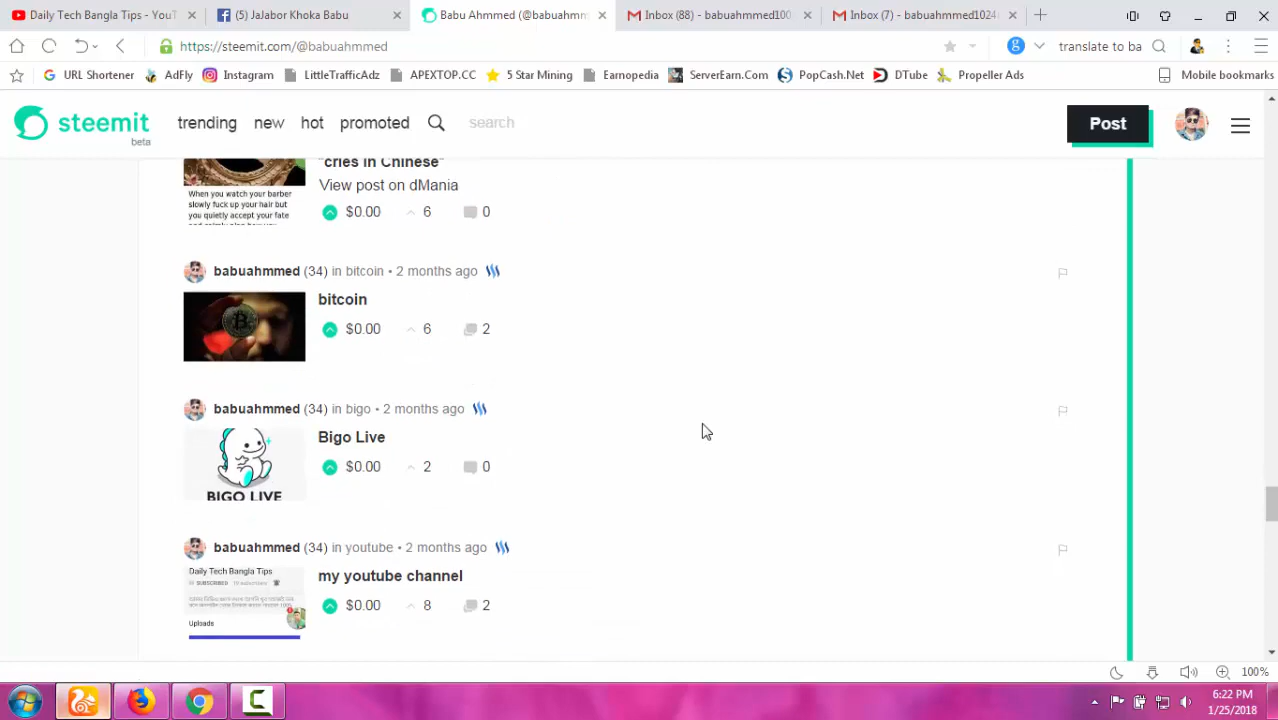 Daily Tech Bangla Tips - YouT
(5) Jalabor Khoka Babu
Babu Ahmmed (@babuahmm
Inbox (88) - babuahmmed100
Inbox (7) - babuahmmed1024
https://steemit.com/@babuahmmed
translate to ba
URL Shortener
AdFly
Instagram
LittleTrafficAdz
APEXTOP.CC
5 Star Mining
Earnopedia
ServerEarn.Com
PopCash.Net
DTube
Propeller Ads
Mobile bookmarks
steemit
beta
trending
new
hot
promoted
search
Post
"cries in Chinese"
View post on dMania
When you watch your barber
slowly fuck up your hair but
you quietly accept your fate
$0.00
6
0
babuahmmed (34) in bitcoin • 2 months ago
bitcoin
$0.00
6
2
babuahmmed (34) in bigo • 2 months ago
Bigo Live
BIGO LIVE
$0.00
2
0
babuahmmed (34) in youtube • 2 months ago
my youtube channel
Daily Tech Bangla Tips
SUBSCRIBED
Uploads
$0.00
8
2
100%
6:22 PM
1/25/2018